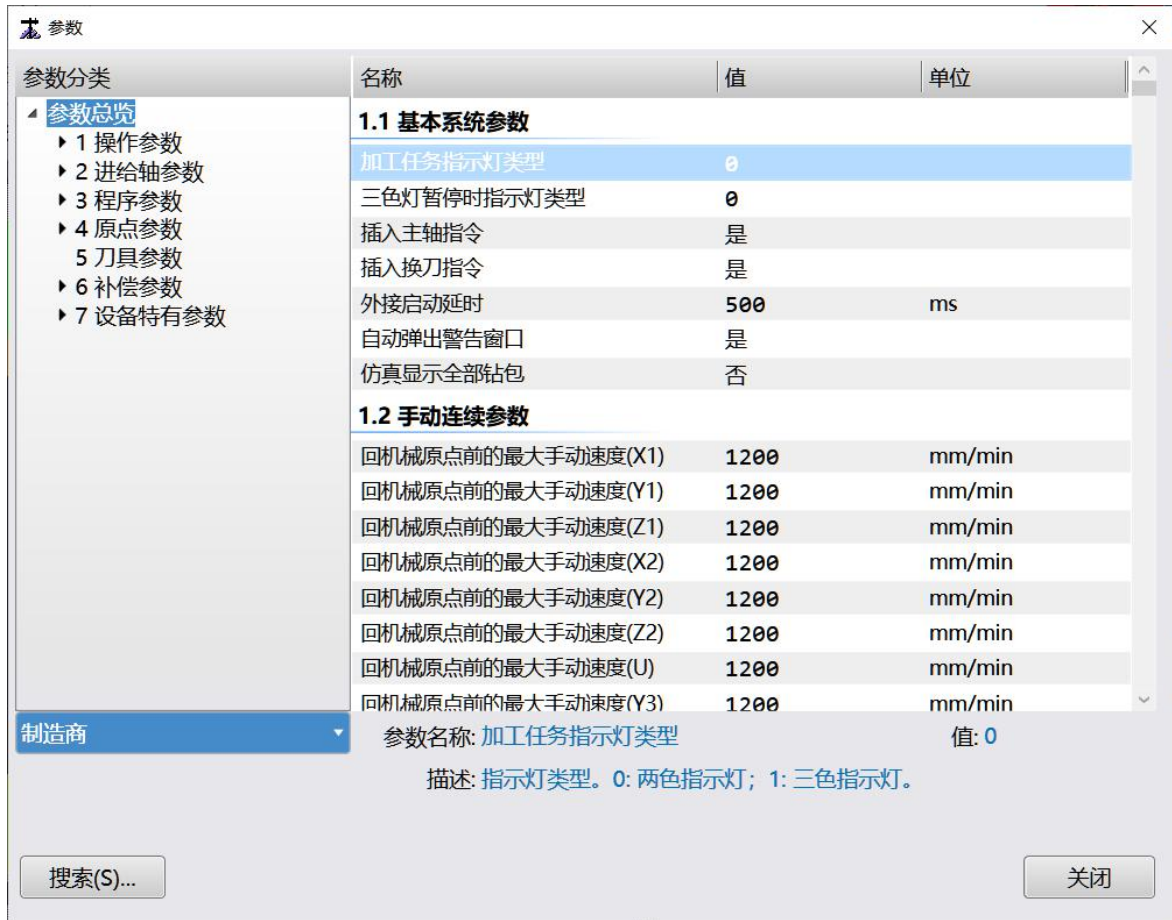 参数
参数分类
参数总览
1 操作参数
2 进给轴参数
3 程序参数
4 原点参数
5 刀具参数
6 补偿参数
7 设备特有参数
制造商
名称 值 单位
1.1 基本系统参数
加工任务指示灯类型 0
三色灯暂停时指示灯类型 0
插入主轴指令 是
插入换刀指令 是
外接启动延时 500 ms
自动弹出警告窗口 是
仿真显示全部钻包 否
1.2 手动连续参数
回机械原点前的最大手动速度(X1) 1200 mm/min
回机械原点前的最大手动速度(Y1) 1200 mm/min
回机械原点前的最大手动速度(Z1) 1200 mm/min
回机械原点前的最大手动速度(X2) 1200 mm/min
回机械原点前的最大手动速度(Y2) 1200 mm/min
回机械原点前的最大手动速度(Z2) 1200 mm/min
回机械原点前的最大手动速度(U) 1200 mm/min
回机械原点前的最大手动速度(Y3) 1200 mm/min
参数名称: 加工任务指示灯类型 值: 0
描述: 指示灯类型。0: 两色指示灯；1: 三色指示灯。
搜索(S)...
关闭